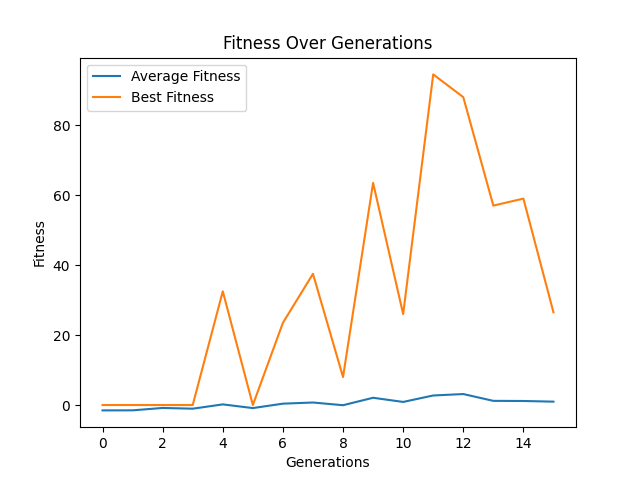 Fitness Over Generations
Average Fitness
Best Fitness
80
60
40
20
0
Fitness
0 2 4 6 8 10 12 14
Generations